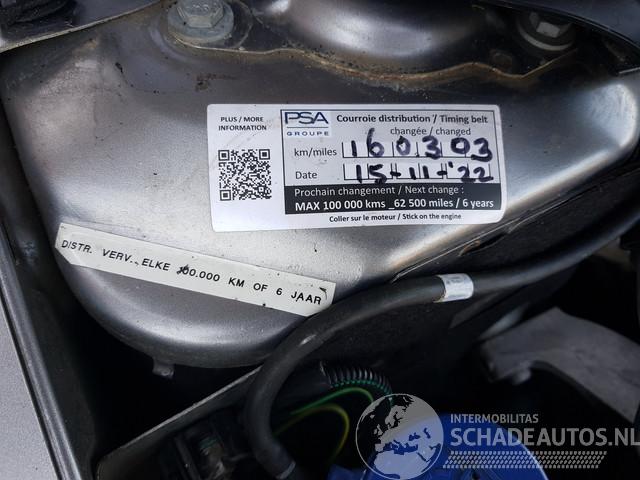 PLUS / MORE
INFORMATION
PSA
GROUPE
Courroie distribution / Timing belt
changée / changed
km/miles 160303
Date 15-11-'22
Prochain changement / Next change :
MAX 100 000 kms _62 500 miles / 6 years
Coller sur le moteur / Stick on the engine
DISTR. VERV., ELKE 100.000 KM OF 6 JAAR
INTERMOBILITAS
SCHADEAUTOS.NL